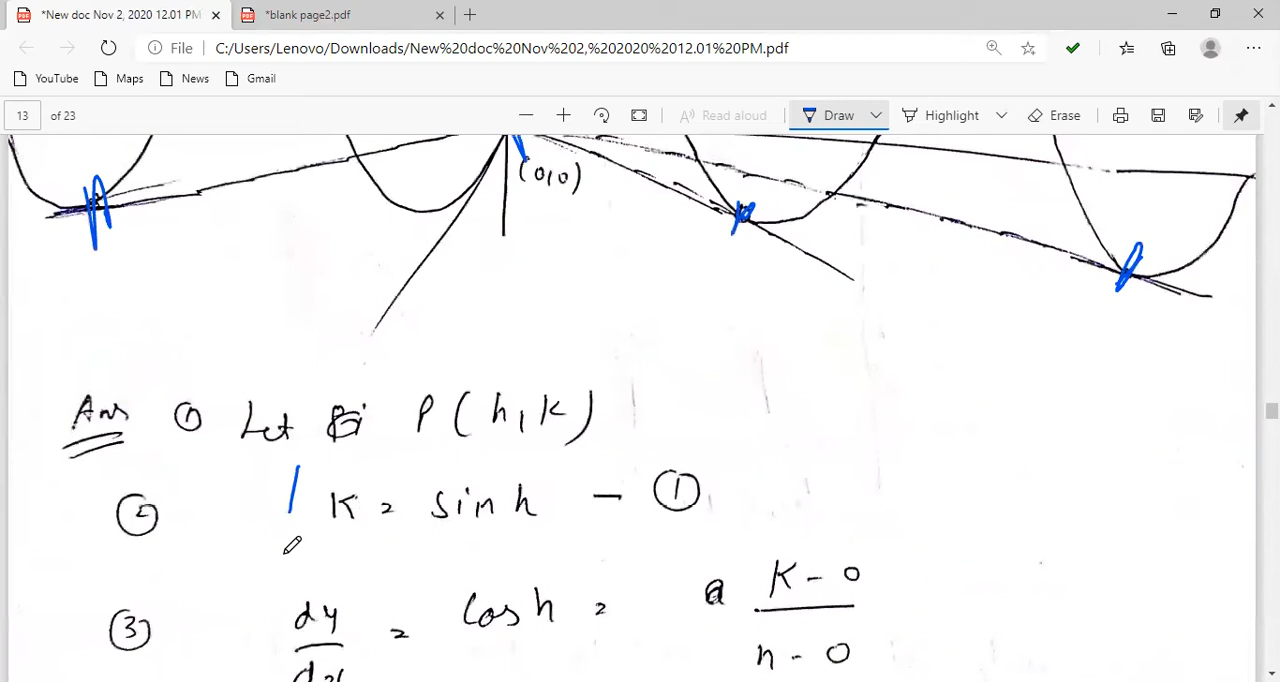 *New doc Nov 2, 2020 12.01 PM
*blank page2.pdf
File C:/Users/Lenovo/Downloads/New%20doc%20Nov%202,%202020%2012.01%20PM.pdf
YouTube Maps News Gmail
13 of 23 Read aloud Draw Highlight Erase
(0,0)
Ans ① Let P(h,k)
② K = sin h — ①
③ dy/dx = cos h = K - 0 / h - 0